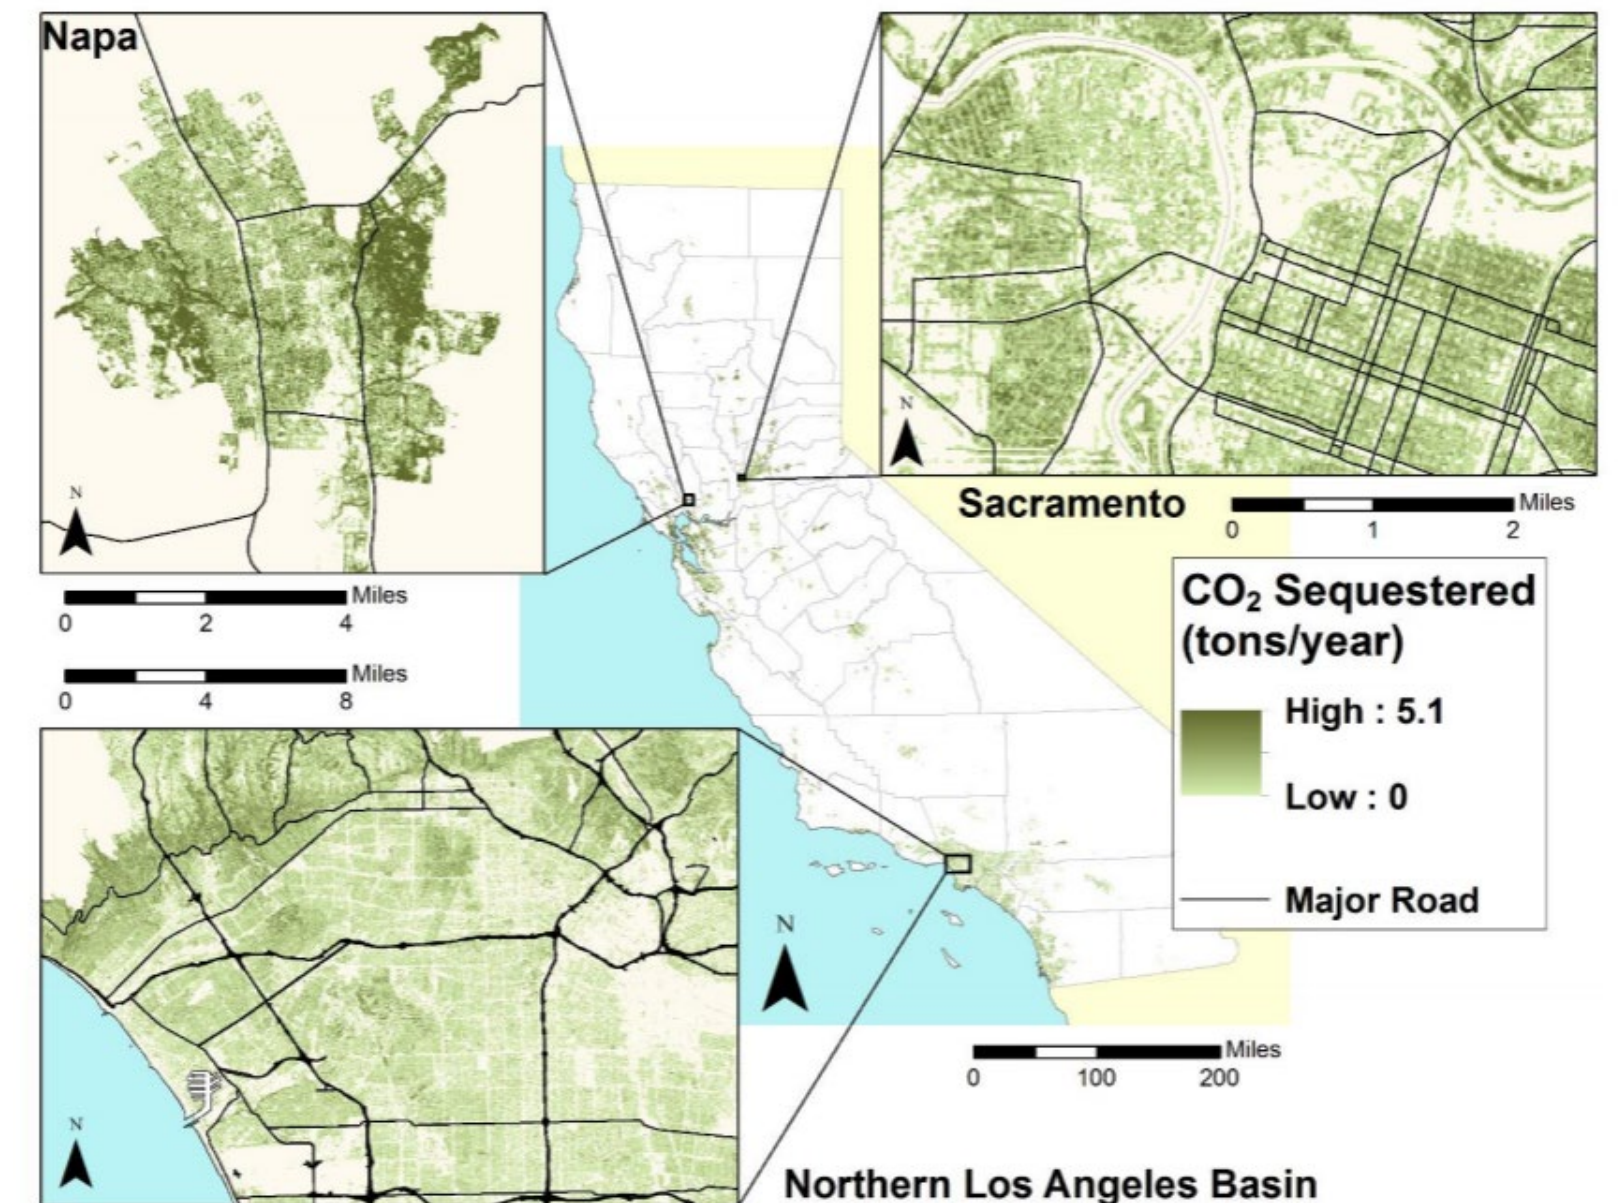 Napa
N
Miles
0 2 4
Miles
0 4 8
N
Sacramento
Miles
0 1 2
CO₂ Sequestered
(tons/year)
High : 5.1
Low : 0
Major Road
N
Miles
0 100 200
N
Northern Los Angeles Basin